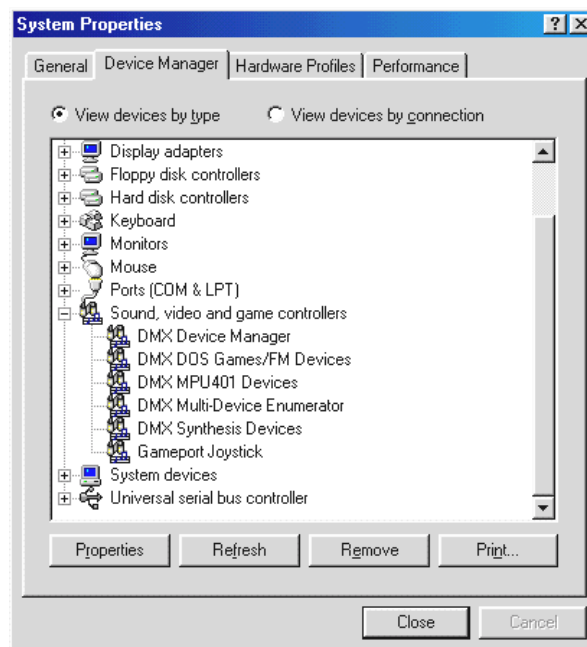 System Properties
General Device Manager Hardware Profiles Performance
View devices by type View devices by connection
Display adapters
Floppy disk controllers
Hard disk controllers
Keyboard
Monitors
Mouse
Ports (COM & LPT)
Sound, video and game controllers
DMX Device Manager
DMX DOS Games/FM Devices
DMX MPU401 Devices
DMX Multi-Device Enumerator
DMX Synthesis Devices
Gameport Joystick
System devices
Universal serial bus controller
Properties Refresh Remove Print...
Close Cancel